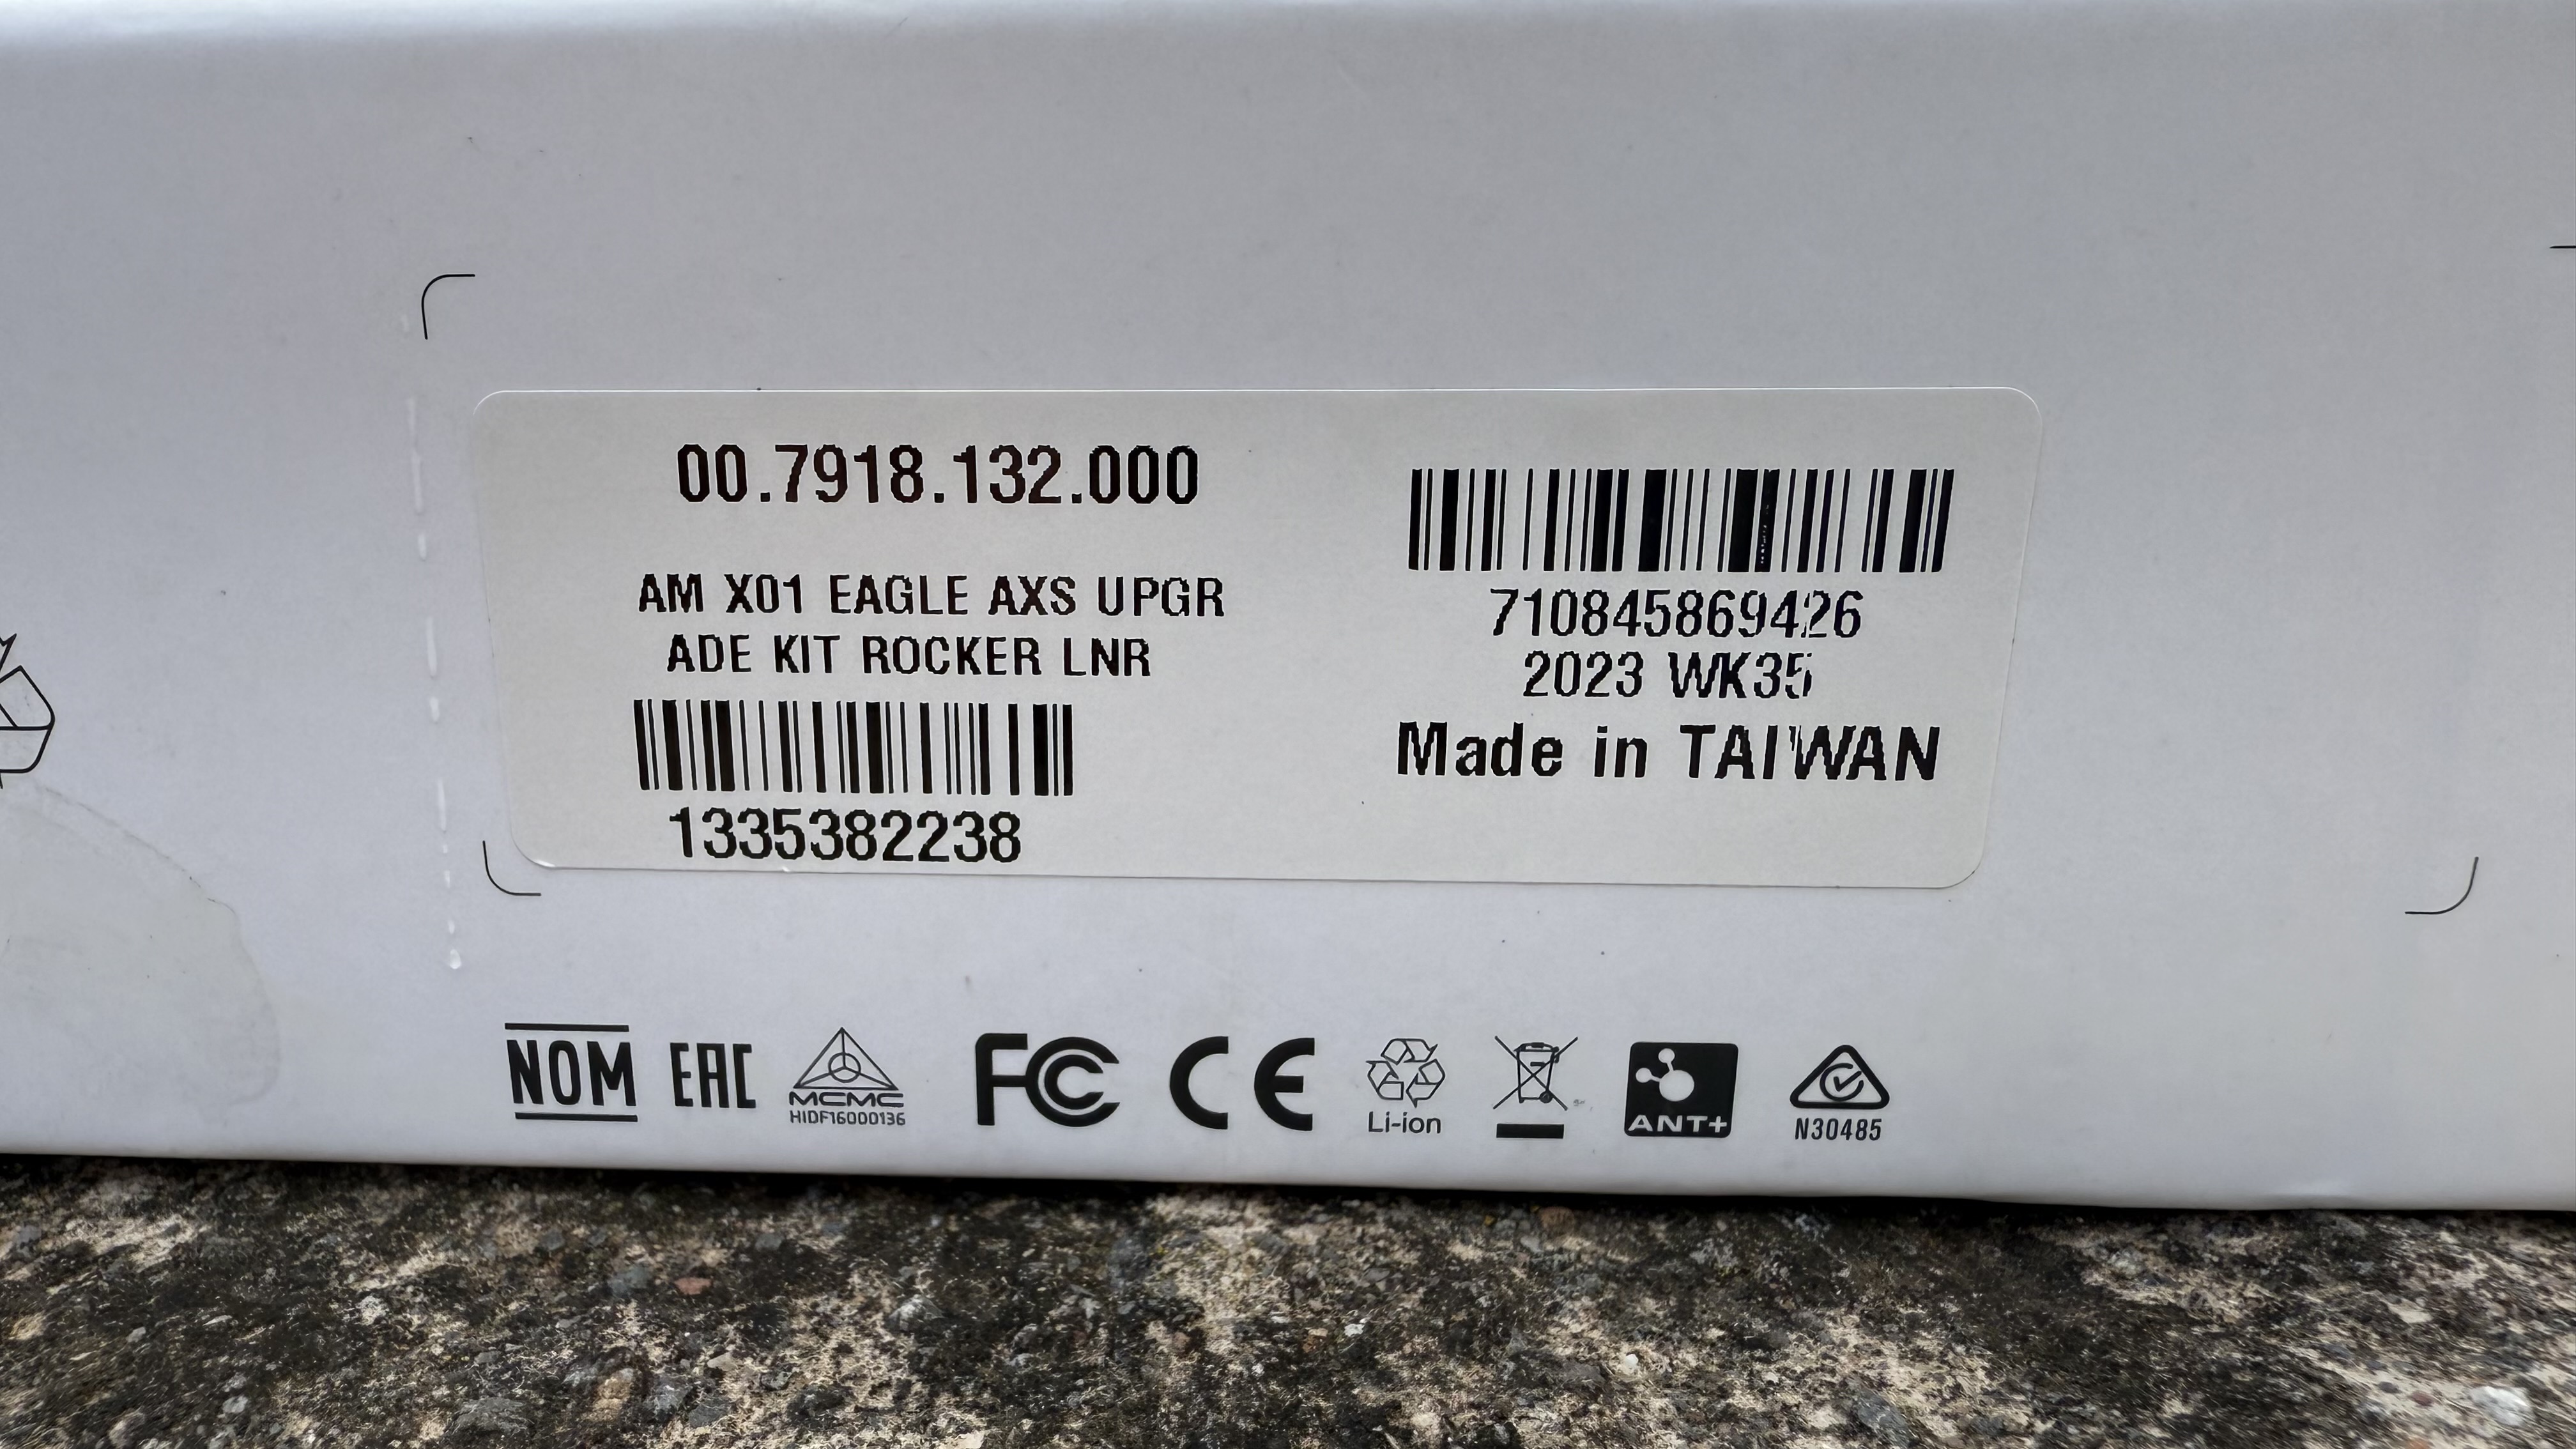 00.7918.132.000
AM X01 EAGLE AXS UPGR
ADE KIT ROCKER LNR
1335382238
710845869426
2023 WK35
Made in TAIWAN
NOM EAC
MCMC
HIDF16000136
FC CE
Li-ion
ANT+
N30485